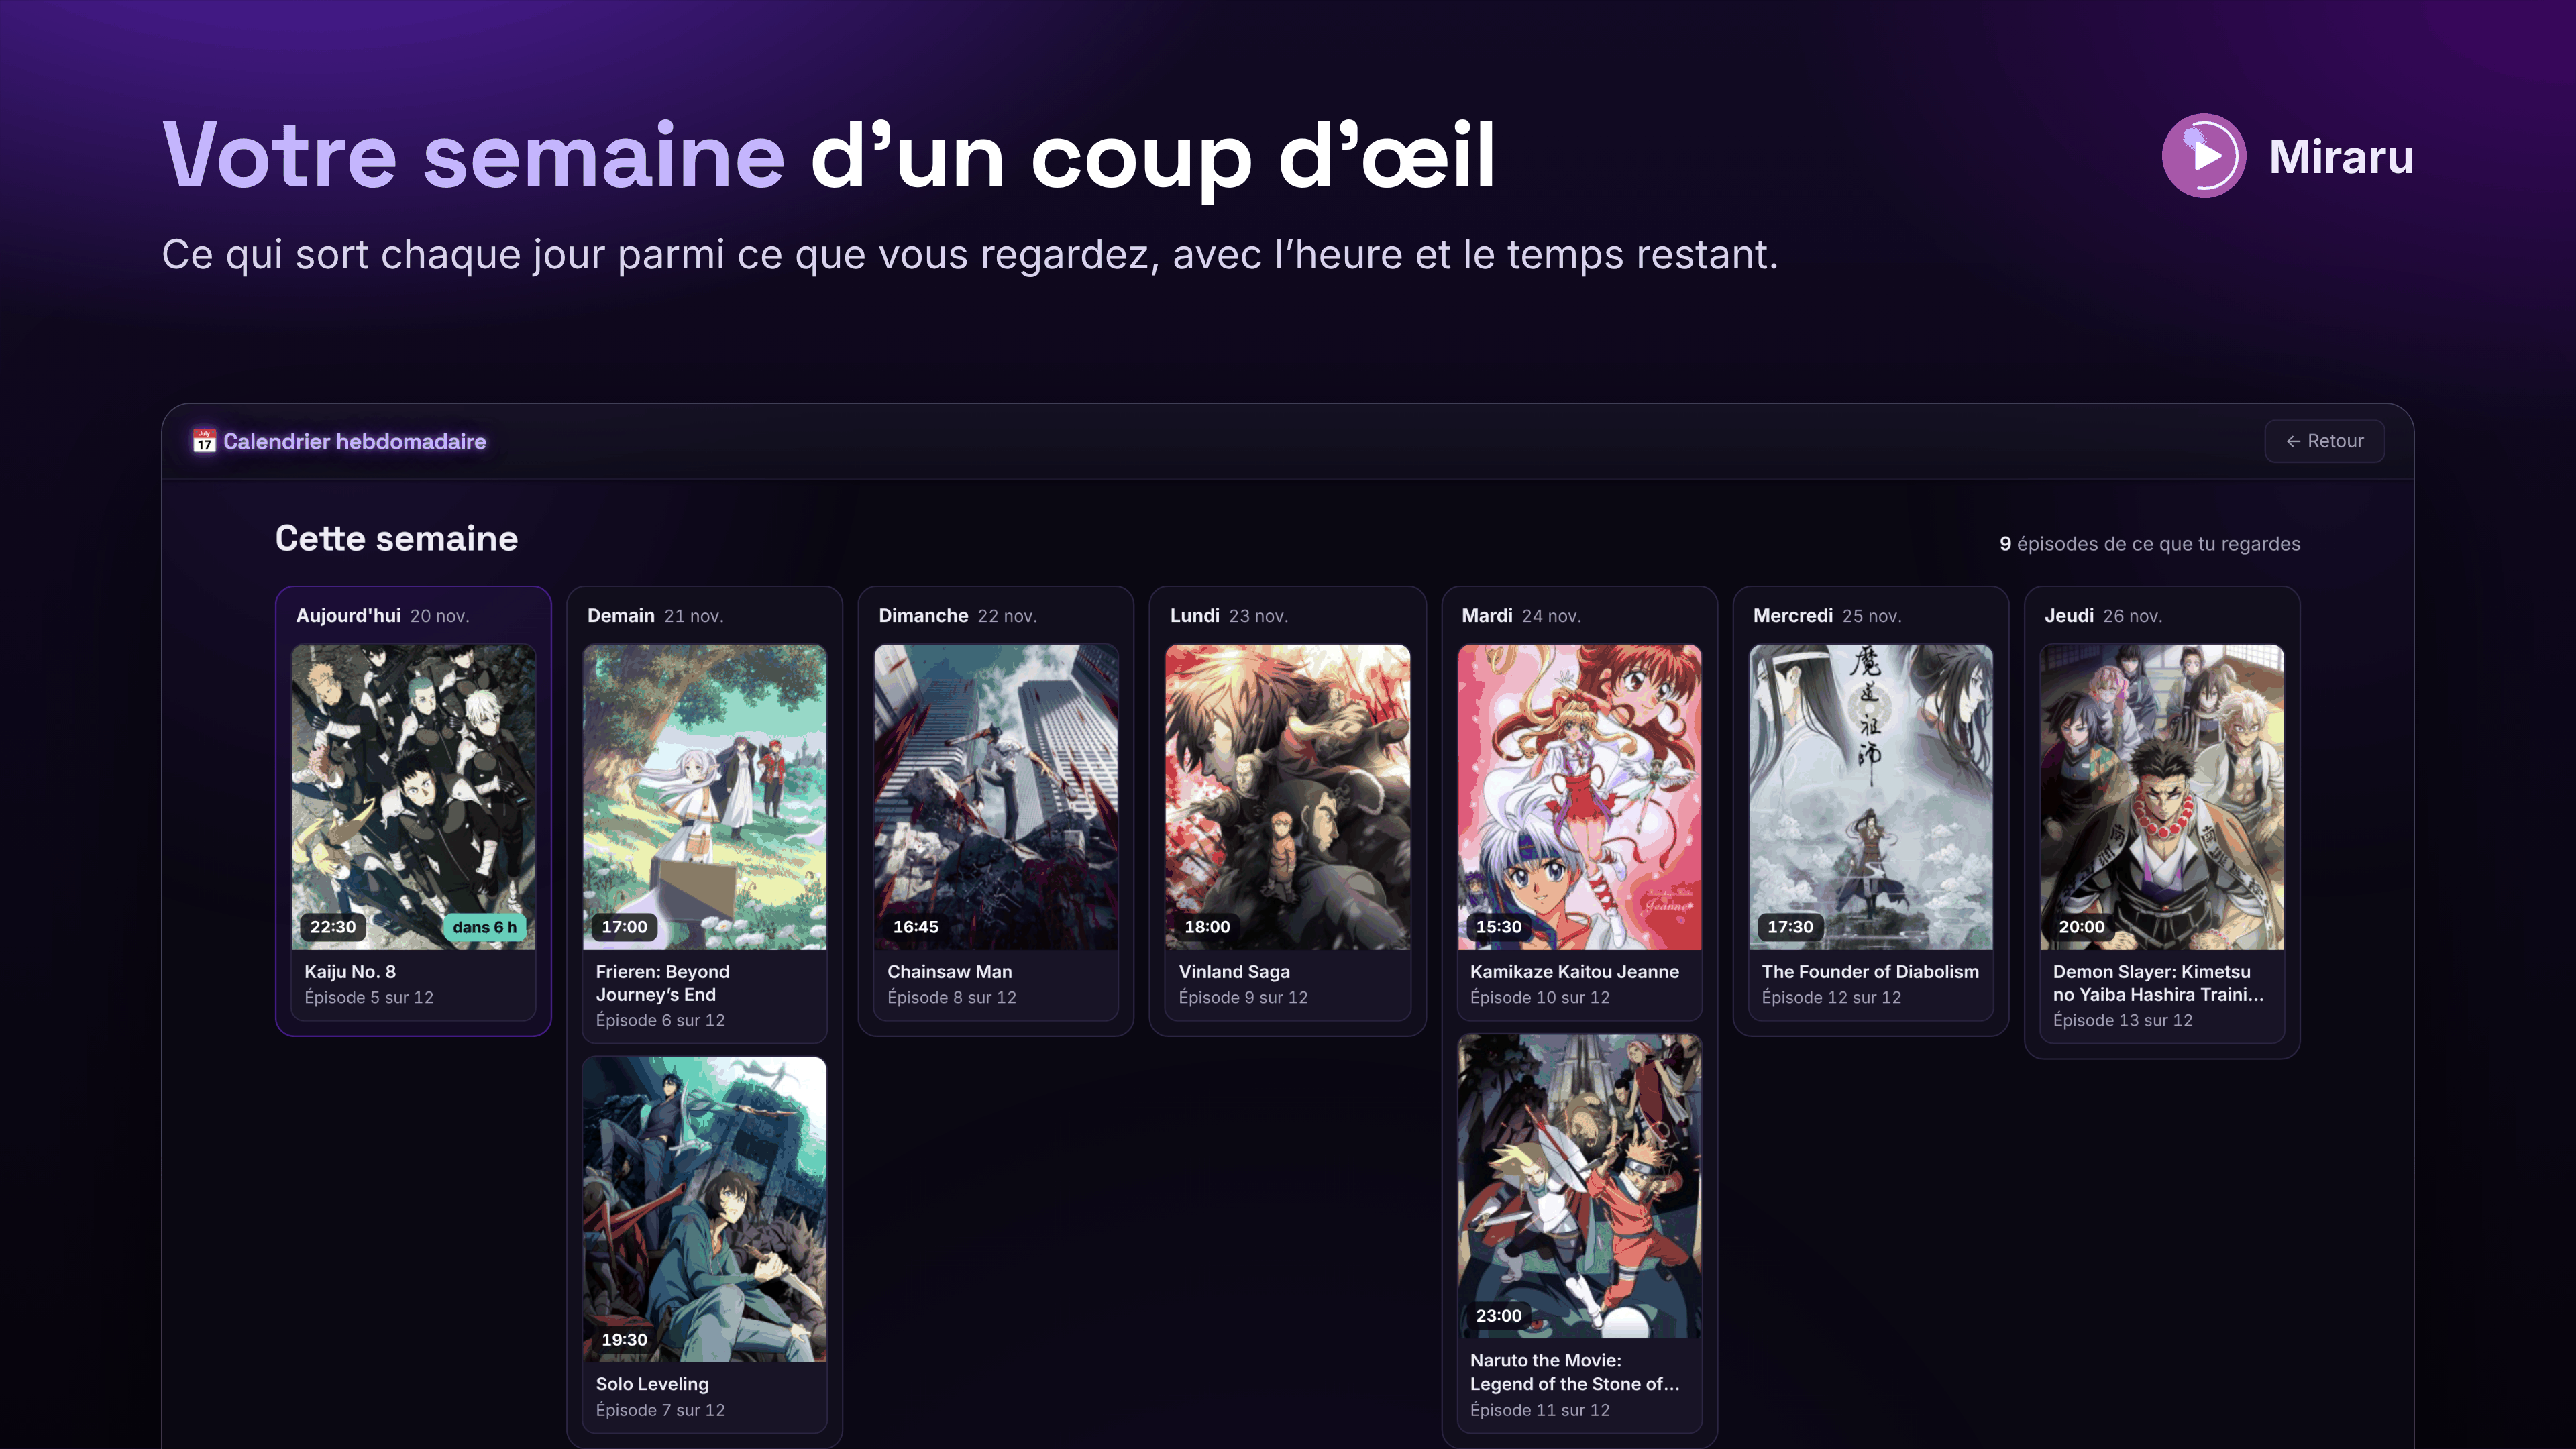 Votre semaine d’un coup d’œil
Miraru
Ce qui sort chaque jour parmi ce que vous regardez, avec l’heure et le temps restant.
July
17
Calendrier hebdomadaire
← Retour
Cette semaine
9 épisodes de ce que tu regardes
Aujourd'hui 20 nov.
22:30
dans 6 h
Kaiju No. 8
Épisode 5 sur 12
Demain 21 nov.
17:00
Frieren: Beyond
Journey’s End
Épisode 6 sur 12
19:30
Solo Leveling
Épisode 7 sur 12
Dimanche 22 nov.
16:45
Chainsaw Man
Épisode 8 sur 12
Lundi 23 nov.
18:00
Vinland Saga
Épisode 9 sur 12
Mardi 24 nov.
Jeanne
15:30
Kamikaze Kaitou Jeanne
Épisode 10 sur 12
23:00
Naruto the Movie:
Legend of the Stone of...
Épisode 11 sur 12
Mercredi 25 nov.
魔
道
祖
师
17:30
The Founder of Diabolism
Épisode 12 sur 12
Jeudi 26 nov.
20:00
Demon Slayer: Kimetsu
no Yaiba Hashira Traini...
Épisode 13 sur 12